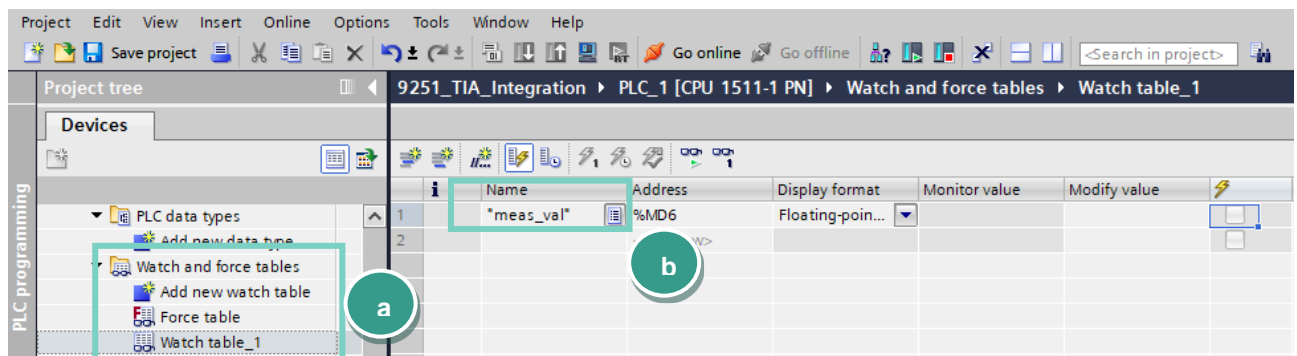 Project Edit View Insert Online Options Tools Window Help
Save project Go online Go offline <Search in project>
Project tree 9251_TIA_Integration PLC_1 [CPU 1511-1 PN] Watch and force tables Watch table_1
Devices
i Name Address Display format Monitor value Modify value
PLC data types 1 "meas_val" %MD6 Floating-poin...
Add new data type 2
Watch and force tables b
Add new watch table
Force table a
Watch table_1
PLC programming